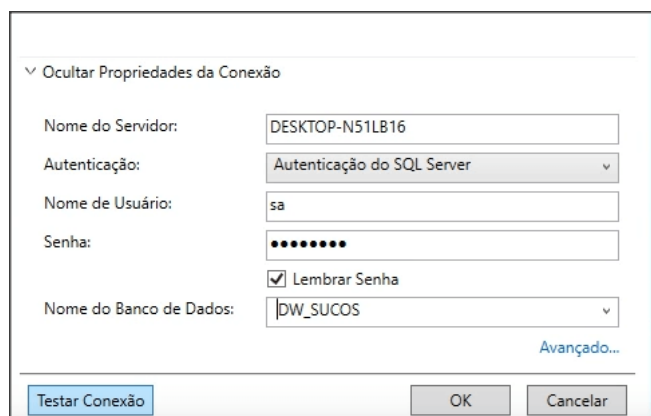 Ocultar Propriedades da Conexão
Nome do Servidor: DESKTOP-N51LB16
Autenticação: Autenticação do SQL Server
Nome de Usuário: sa
Senha: ●●●●●●●●
Lembrar Senha
Nome do Banco de Dados: DW_SUCOS
Avançado...
Testar Conexão OK Cancelar